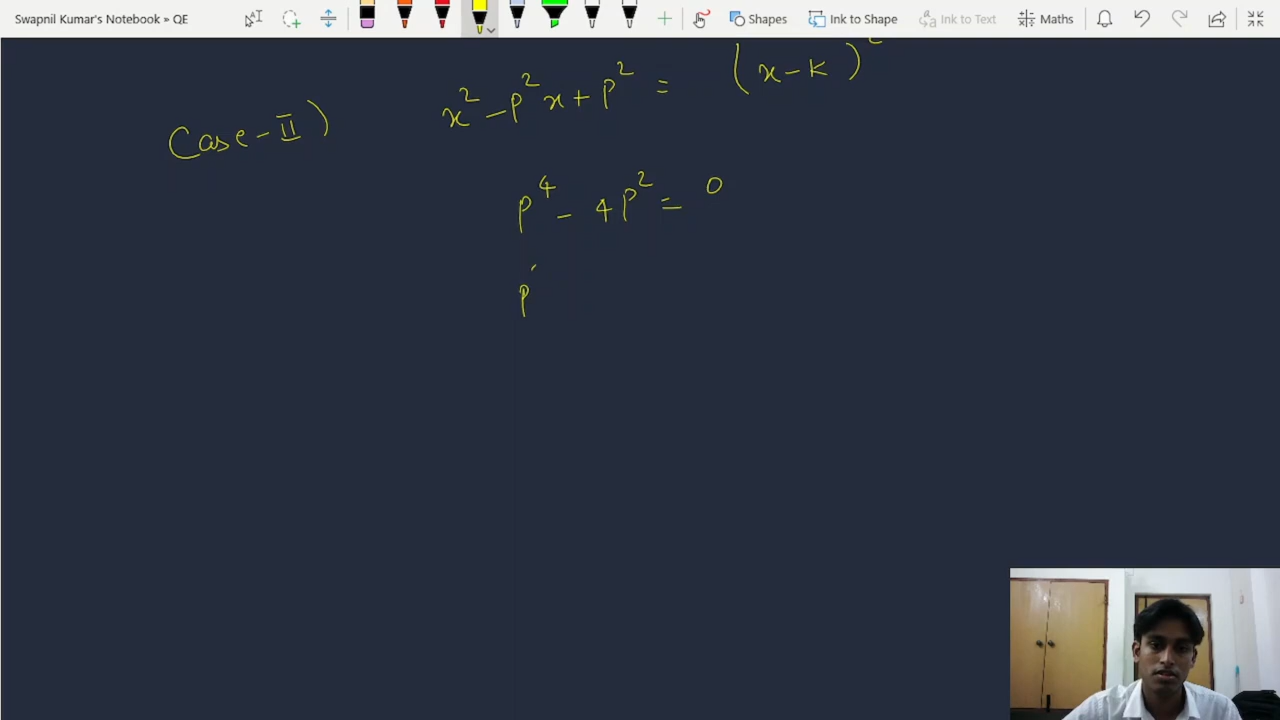 Swapnil Kumar's Notebook » QE
Shapes
Ink to Shape
Ink to Text
Maths
Case-II) x² - p²x + p² = (x-k)²
p⁴ - 4p² = 0
p